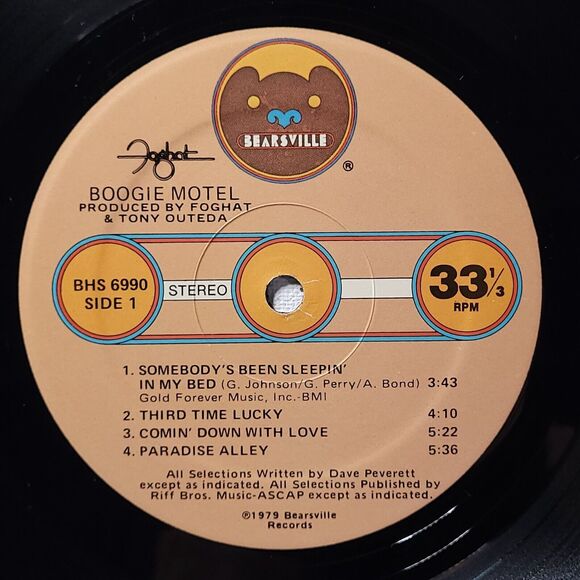 BEARSVILLE
®
Foghat
BOOGIE MOTEL
PRODUCED BY FOGHAT
& TONY OUTEDA
BHS 6990
SIDE 1
STEREO
33 1/3
RPM
1. SOMEBODY'S BEEN SLEEPIN'
IN MY BED (G. Johnson/G. Perry/A. Bond) 3:43
Gold Forever Music, Inc.-BMI
2. THIRD TIME LUCKY 4:10
3. COMIN' DOWN WITH LOVE 5:22
4. PARADISE ALLEY 5:36
All Selections Written by Dave Peverett
except as indicated. All Selections Published by
Riff Bros. Music-ASCAP except as indicated.
℗1979 Bearsville
Records